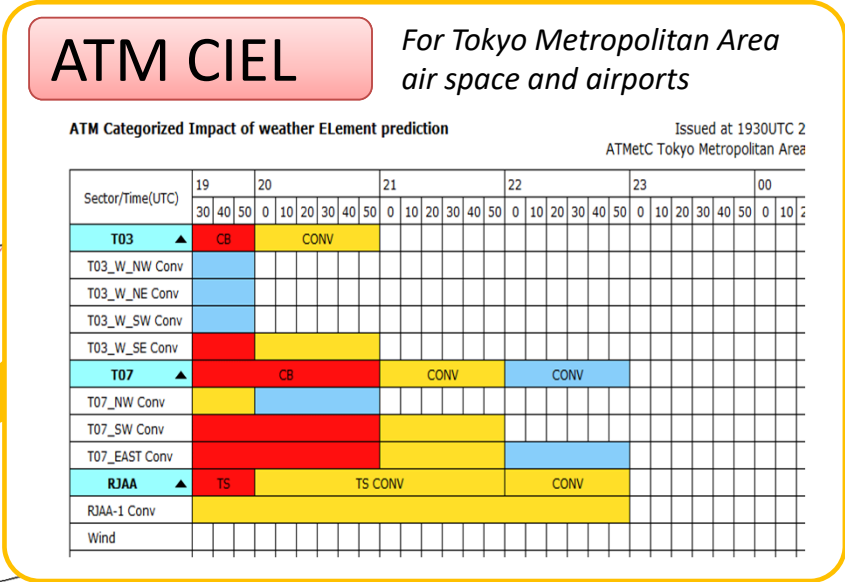 ATM CIEL
For Tokyo Metropolitan Area
air space and airports
ATM Categorized Impact of weather ELement prediction
Issued at 1930UTC 2
ATMetC Tokyo Metropolitan Area
Sector/Time(UTC) 19 20 21 22 23 00
30 40 50 0 10 20 30 40 50 0 10 20 30 40 50 0 10 20 30 40 50 0 10 20 30 40 50 0 10 2
T03 ▲ CB CONV
T03_W_NW Conv
T03_W_NE Conv
T03_W_SW Conv
T03_W_SE Conv
T07 ▲ CB CONV CONV
T07_NW Conv
T07_SW Conv
T07_EAST Conv
RJAA ▲ TS TS CONV CONV
RJAA-1 Conv
Wind